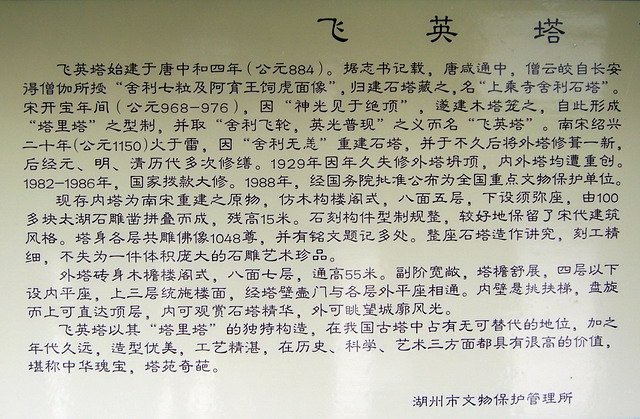 飞英塔
飞英塔始建于唐中和四年（公元884）。据志书记载，唐咸通中，僧云皎自长安
得僧伽所授“舍利七粒及阿育王饲虎面像”，归建石塔藏之，名“上乘寺舍利石塔”。
宋开宝年间（公元968－976），因“神光见于绝顶”，遂建木塔笼之，自此形成
“塔里塔”之型制，并取“舍利飞轮，英光普现”之义而名“飞英塔”。南宋绍兴
二十年(公元1150)火于雷，因“舍利无恙”重建石塔，并于不久后将外塔修葺一新，
后经元、明、清历代多次修缮。1929年因年久失修外塔坍顶，内外塔均遭重创。
1982－1986年，国家拨款大修。1988年，经国务院批准公布为全国重点文物保护单位。
现存内塔为南宋重建之原物，仿木构楼阁式，八面五层，下设须弥座，由100
多块太湖石雕凿拼叠而成，残高15米。石刻构件型制规整，较好地保留了宋代建筑
风格。塔身各层共雕佛像1048尊，并有铭文题记多处。整座石塔造作讲究，刻工精
细，不失为一件体积庞大的石雕艺术珍品。
外塔砖身木檐楼阁式，八面七层，通高55米。副阶宽敞，塔檐舒展，四层以下
设内平座，上三层统施楼面，经塔壁壶门与各层外平座相通。内壁是挑扶梯，盘旋
而上可直达顶层，内可观赏石塔精华，外可眺望城廓风光。
飞英塔以其“塔里塔”的独特构造，在我国古塔中占有无可替代的地位，加之
年代久远，造型优美，工艺精湛，在历史、科学、艺术三方面都具有很高的价值，
堪称中华瑰宝，塔苑奇葩。
湖州市文物保护管理所